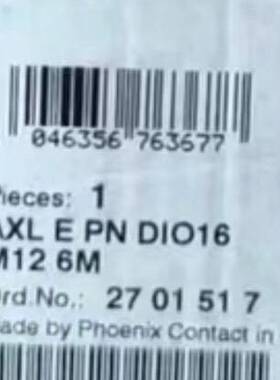 046356 763677
ieces: 1
AXL E PN DIO16
M12 6M
rd No.: 27 01 51 7
ade by Phoenix Contact in